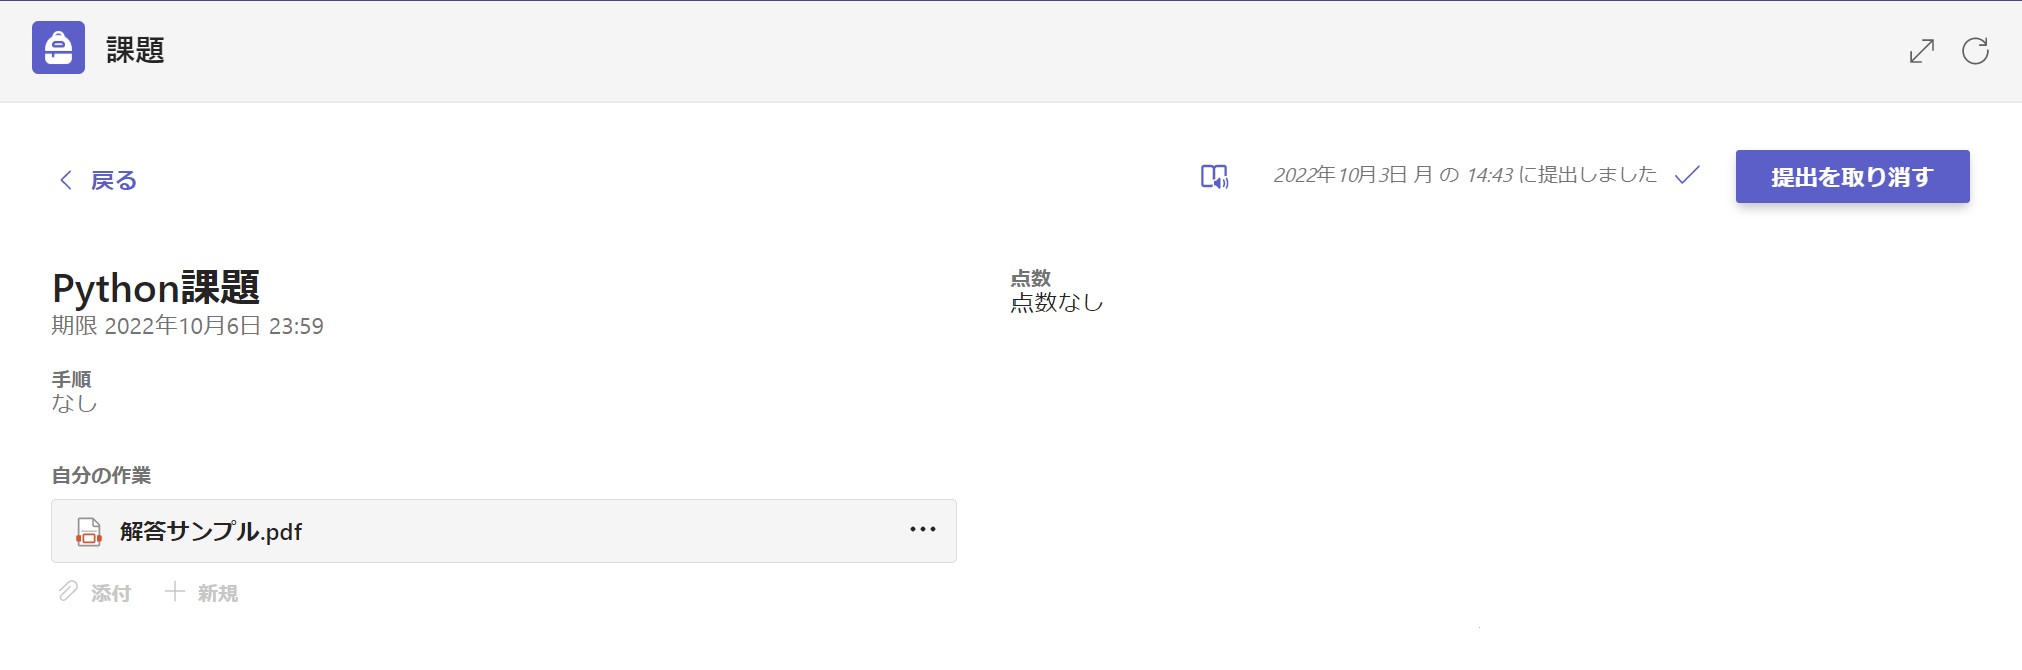 課題
戻る
2022年10月3日 月 の 14:43 に提出しました
提出を取り消す
Python課題
期限 2022年10月6日 23:59
点数
点数なし
手順
なし
自分の作業
解答サンプル.pdf
添付
新規